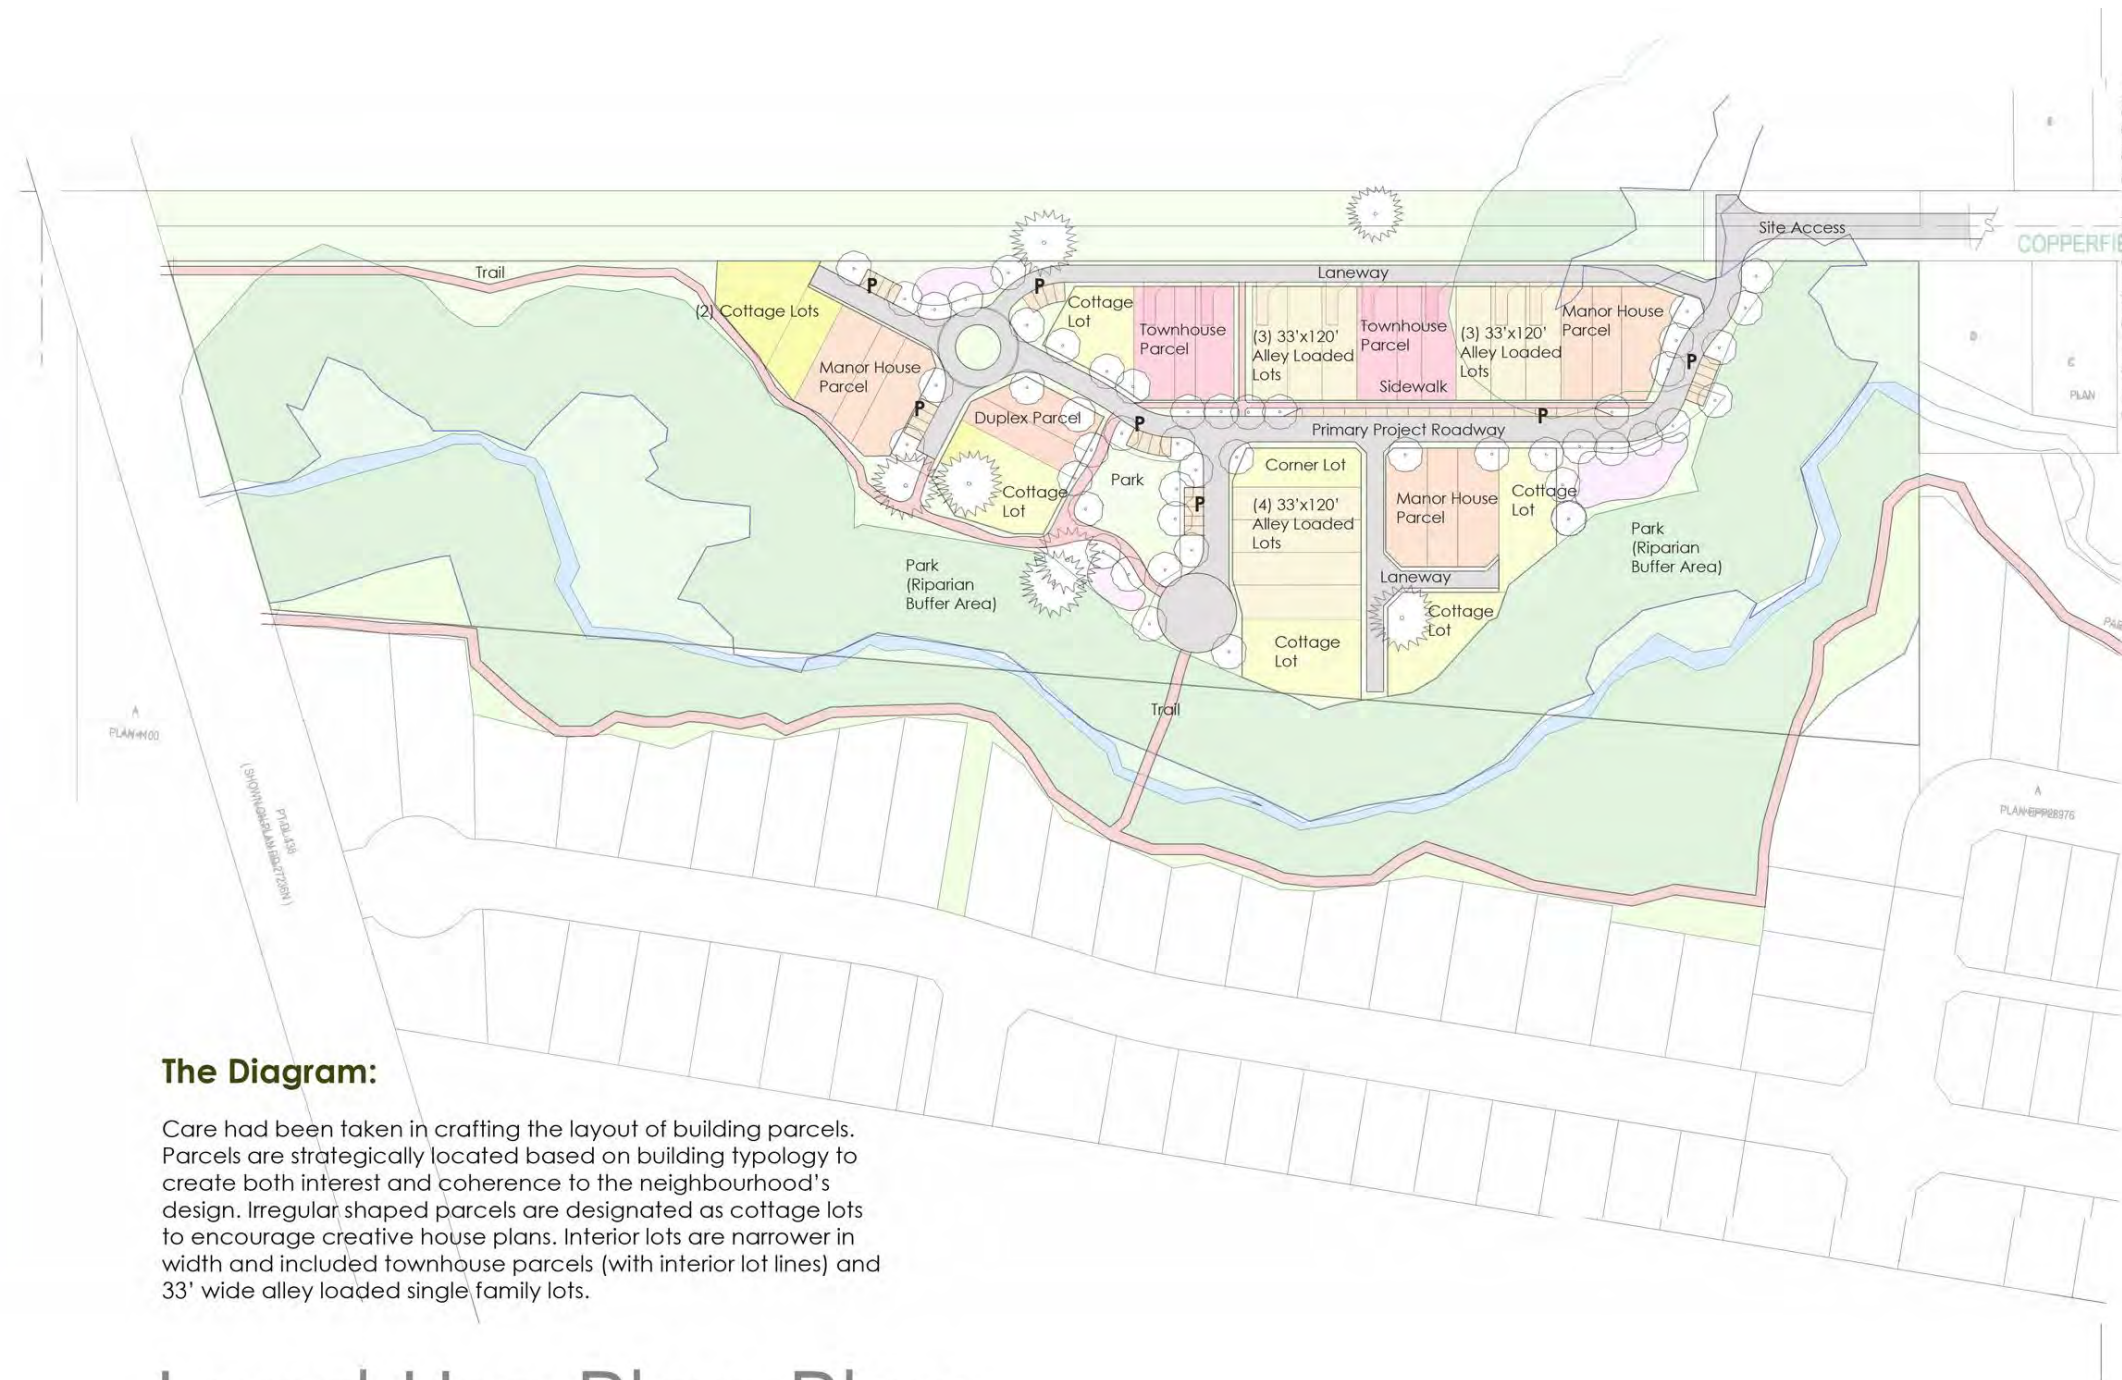 Site Access
COPPERFIE
Trail
Laneway
(2) Cottage Lots
P
P
Cottage
Lot
Townhouse
Parcel
(3) 33'x120'
Alley Loaded
Lots
Townhouse
Parcel
(3) 33'x120'
Alley Loaded
Lots
Manor House
Parcel
P
Sidewalk
Manor House
Parcel
P
Duplex Parcel
P
P
Primary Project Roadway
Cottage
Lot
Park
P
Corner Lot
(4) 33'x120'
Alley Loaded
Lots
Manor House
Parcel
Cottage
Lot
Park
(Riparian
Buffer Area)
Park
(Riparian
Buffer Area)
Laneway
Cottage
Lot
Cottage
Lot
Trail
B
D
C
PLAN
A
A
(SHOWN ON PLAN
The Diagram:
Care had been taken in crafting the layout of building parcels.
Parcels are strategically located based on building typology to
create both interest and coherence to the neighbourhood's
design. Irregular shaped parcels are designated as cottage lots
to encourage creative house plans. Interior lots are narrower in
width and included townhouse parcels (with interior lot lines) and
33' wide alley loaded single family lots.